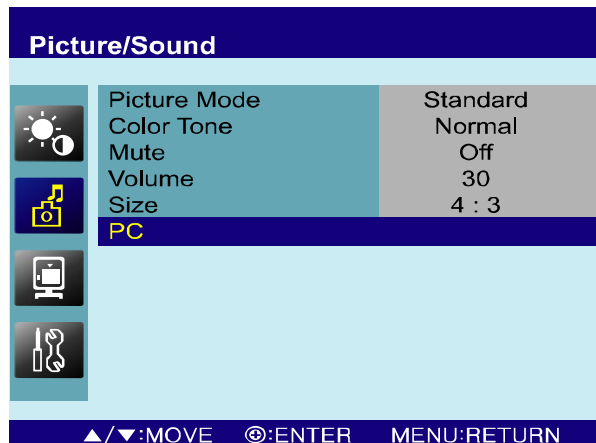 Picture/Sound
Picture Mode Standard
Color Tone Normal
Mute Off
Volume 30
Size 4 : 3
PC
▲/▼:MOVE ⊕:ENTER MENU:RETURN